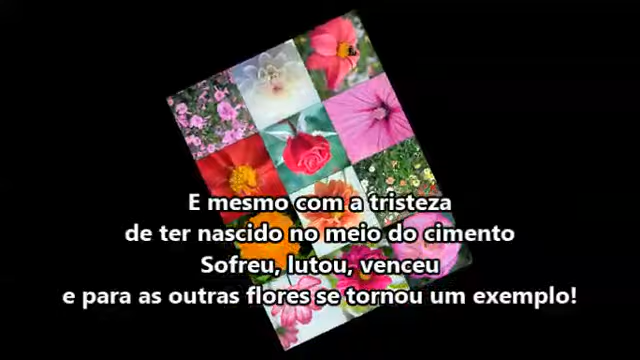 E mesmo com a tristeza
de ter nascido no meio do cimento
Sofreu, lutou, venceu
e para as outras flores se tornou um exemplo!